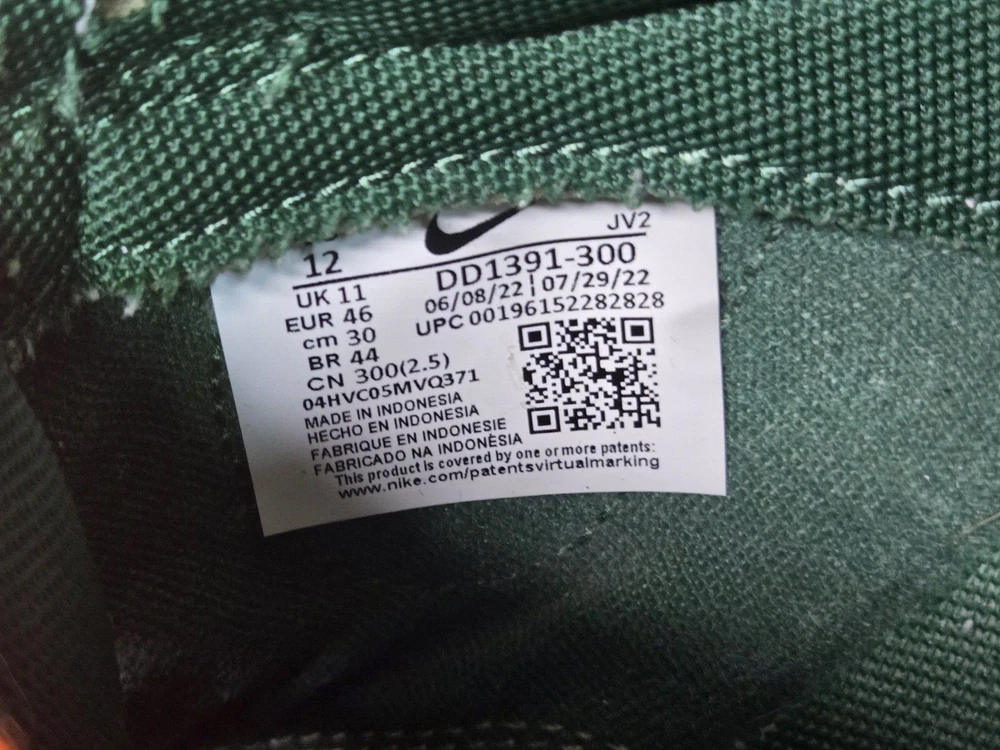 JV2
12
DD1391-300
UK 11
06/08/22 | 07/29/22
EUR 46
UPC 00196152282828
cm 30
BR 44
CN 300(2.5)
04HVC05MVQ371
MADE IN INDONESIA
HECHO EN INDONESIA
FABRIQUE EN INDONESIE
FABRICADO NA INDONÈSIA
This product is covered by one or more patents:
www.nike.com/patentsvirtualmarking